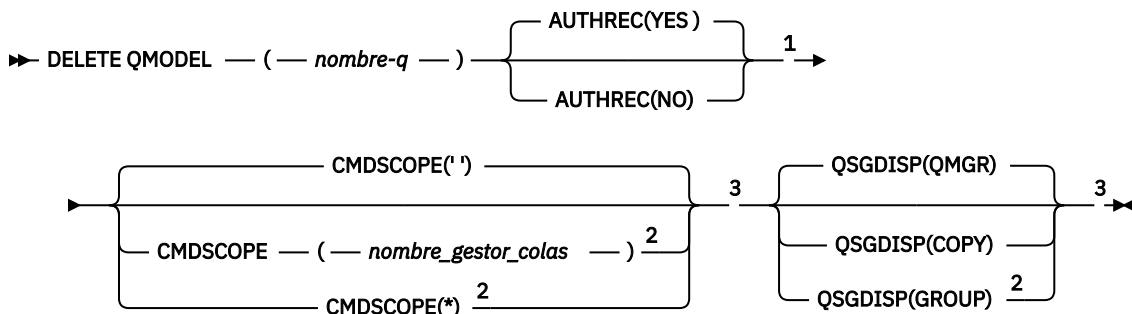 AUTHREC(YES )
DELETE QMODEL ( nombre-q ) 1
AUTHREC(NO)
CMDSCOPE(' ')
3
CMDSCOPE ( nombre_gestor_colas ) 2
CMDSCOPE(*) 2
QSGDISP(QMGR)
3
QSGDISP(COPY)
QSGDISP(GROUP) 2